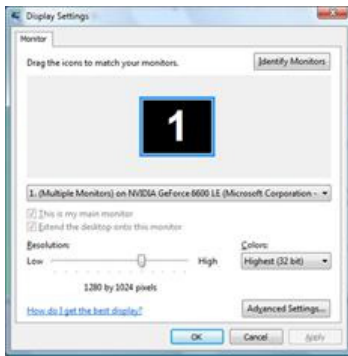 Display Settings
Monitor
Drag the icons to match your monitors.
Identify Monitors
1
1. (Multiple Monitors) on NVIDIA GeForce 6600 LE (Microsoft Corporation -
This is my main monitor
Extend the desktop onto this monitor
Resolution:
Colors:
Low
High
Highest (32 bit)
1280 by 1024 pixels
How do I get the best display?
Advanced Settings...
OK
Cancel
Apply